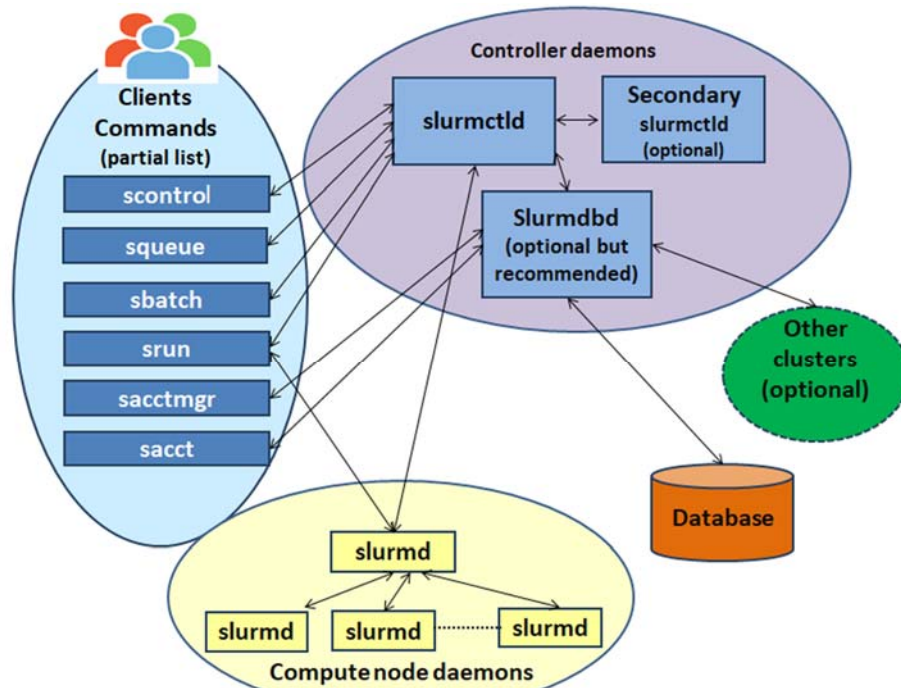 Clients
Commands
(partial list)
scontrol
squeue
sbatch
srun
sacctmgr
sacct
Controller daemons
slurmctld
Secondary
slurmctld
(optional)
Slurmdbd
(optional but
recommended)
Other
clusters
(optional)
Database
slurmd
slurmd
slurmd
slurmd
Compute node daemons